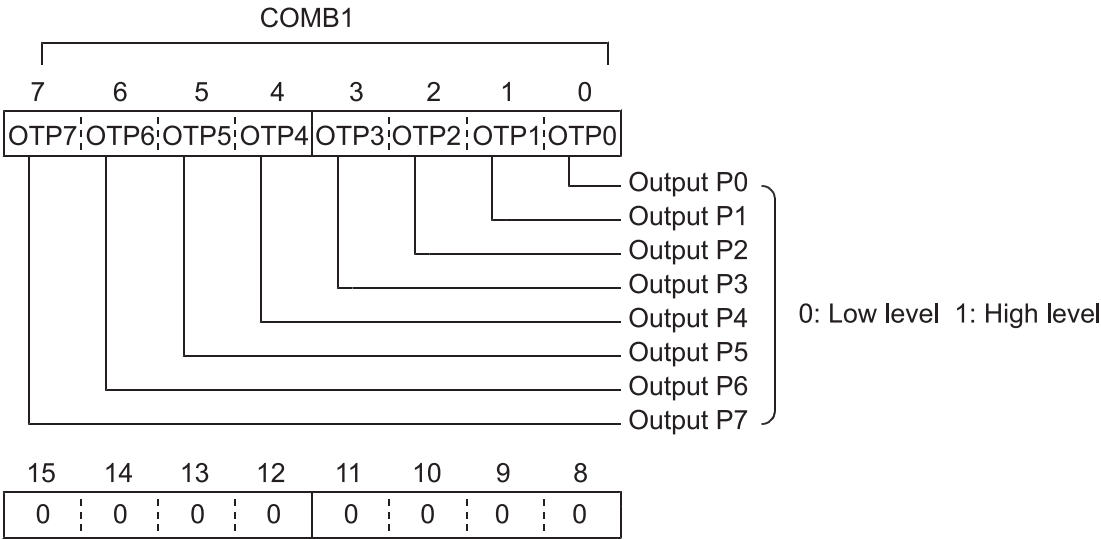 COMB1
7 6 5 4 3 2 1 0
OTP7 OTP6 OTP5 OTP4 OTP3 OTP2 OTP1 OTP0
Output P0
Output P1
Output P2
Output P3
Output P4
Output P5
Output P6
Output P7
0: Low level 1: High level
15 14 13 12 11 10 9 8
0 0 0 0 0 0 0 0